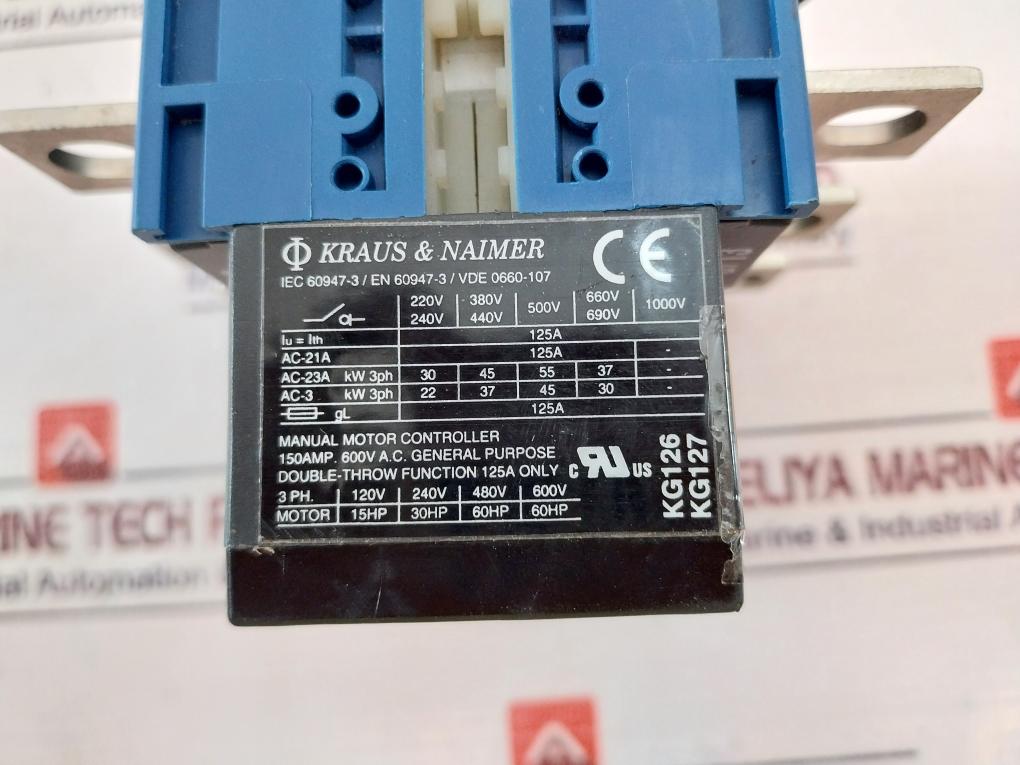 KRAUS & NAIMER
CE
IEC 60947-3 / EN 60947-3 / VDE 0660-107
220V 380V 500V 660V 1000V
240V 440V 690V
Iu = Ith 125A
AC-21A 125A -
AC-23A kW 3ph 30 45 55 37 -
AC-3 kW 3ph 22 37 45 30 -
gL 125A
MANUAL MOTOR CONTROLLER
150AMP. 600V A.C. GENERAL PURPOSE
DOUBLE-THROW FUNCTION 125A ONLY
c RU US
3 PH. 120V 240V 480V 600V
MOTOR 15HP 30HP 60HP 60HP
KG126
KG127
INE TECH
ELIYA MARINE
rial Automation
ine & Industrial